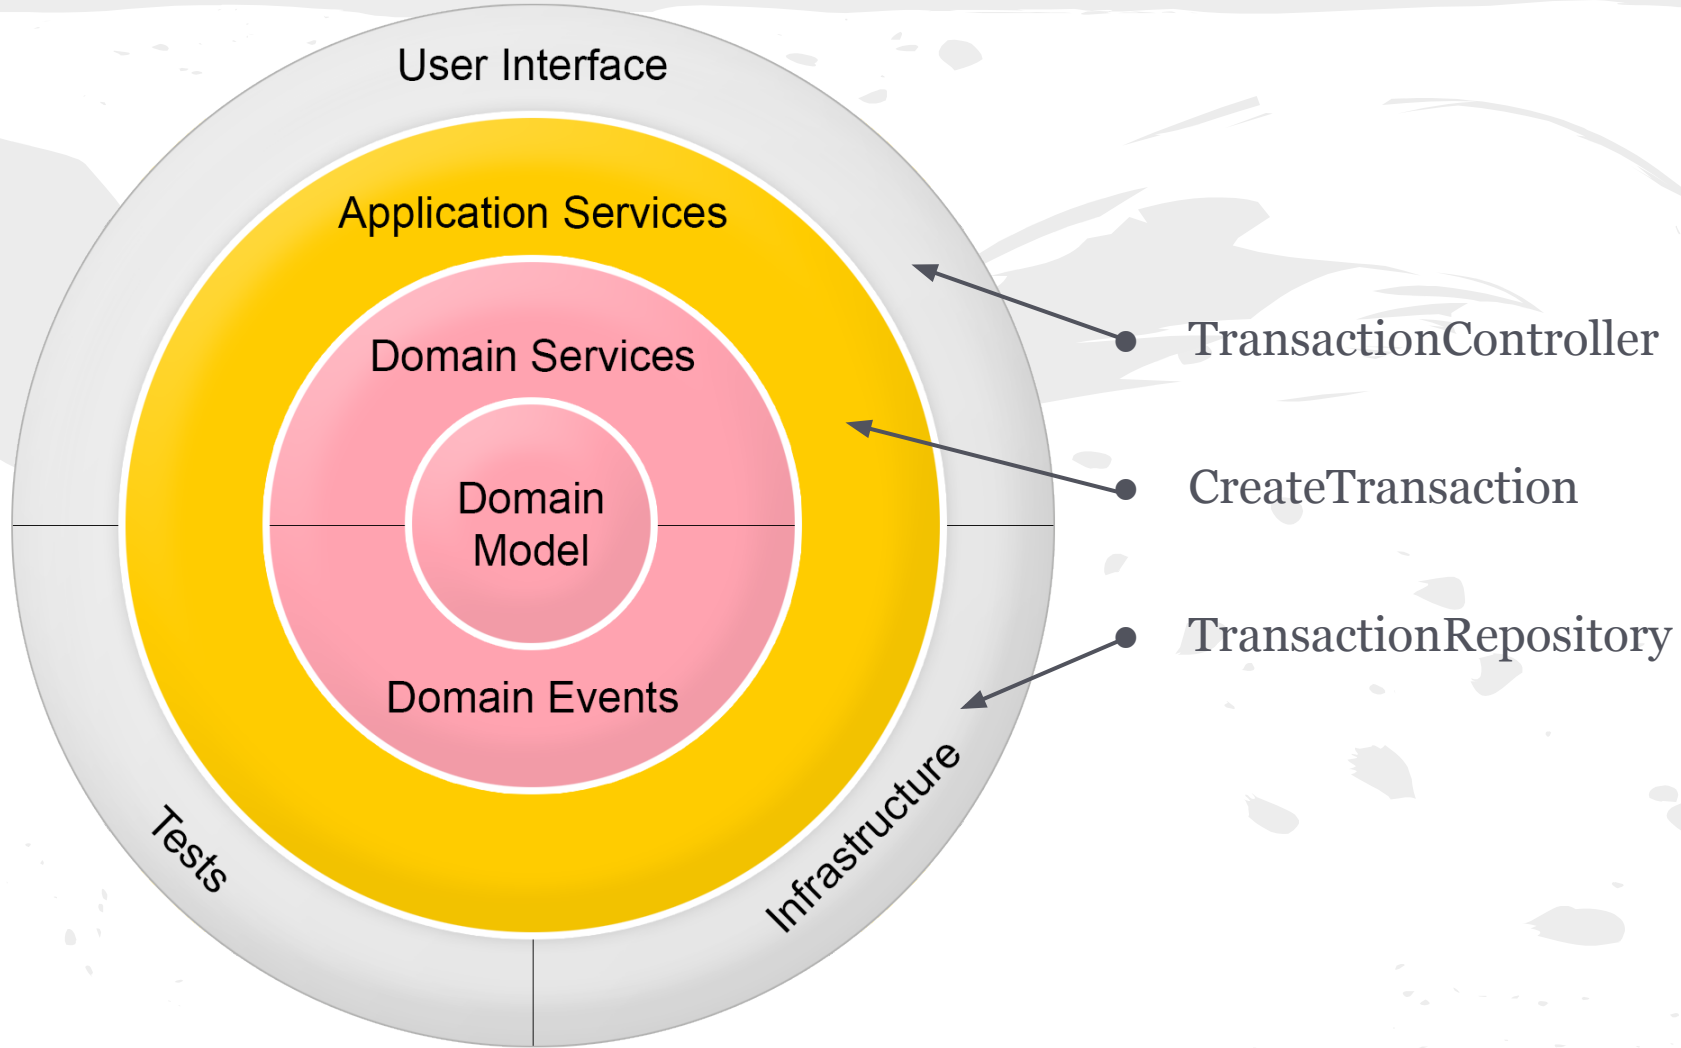 User Interface
Application Services
Domain Services
Domain
Model
Domain Events
Tests
Infrastructure
TransactionController
CreateTransaction
TransactionRepository